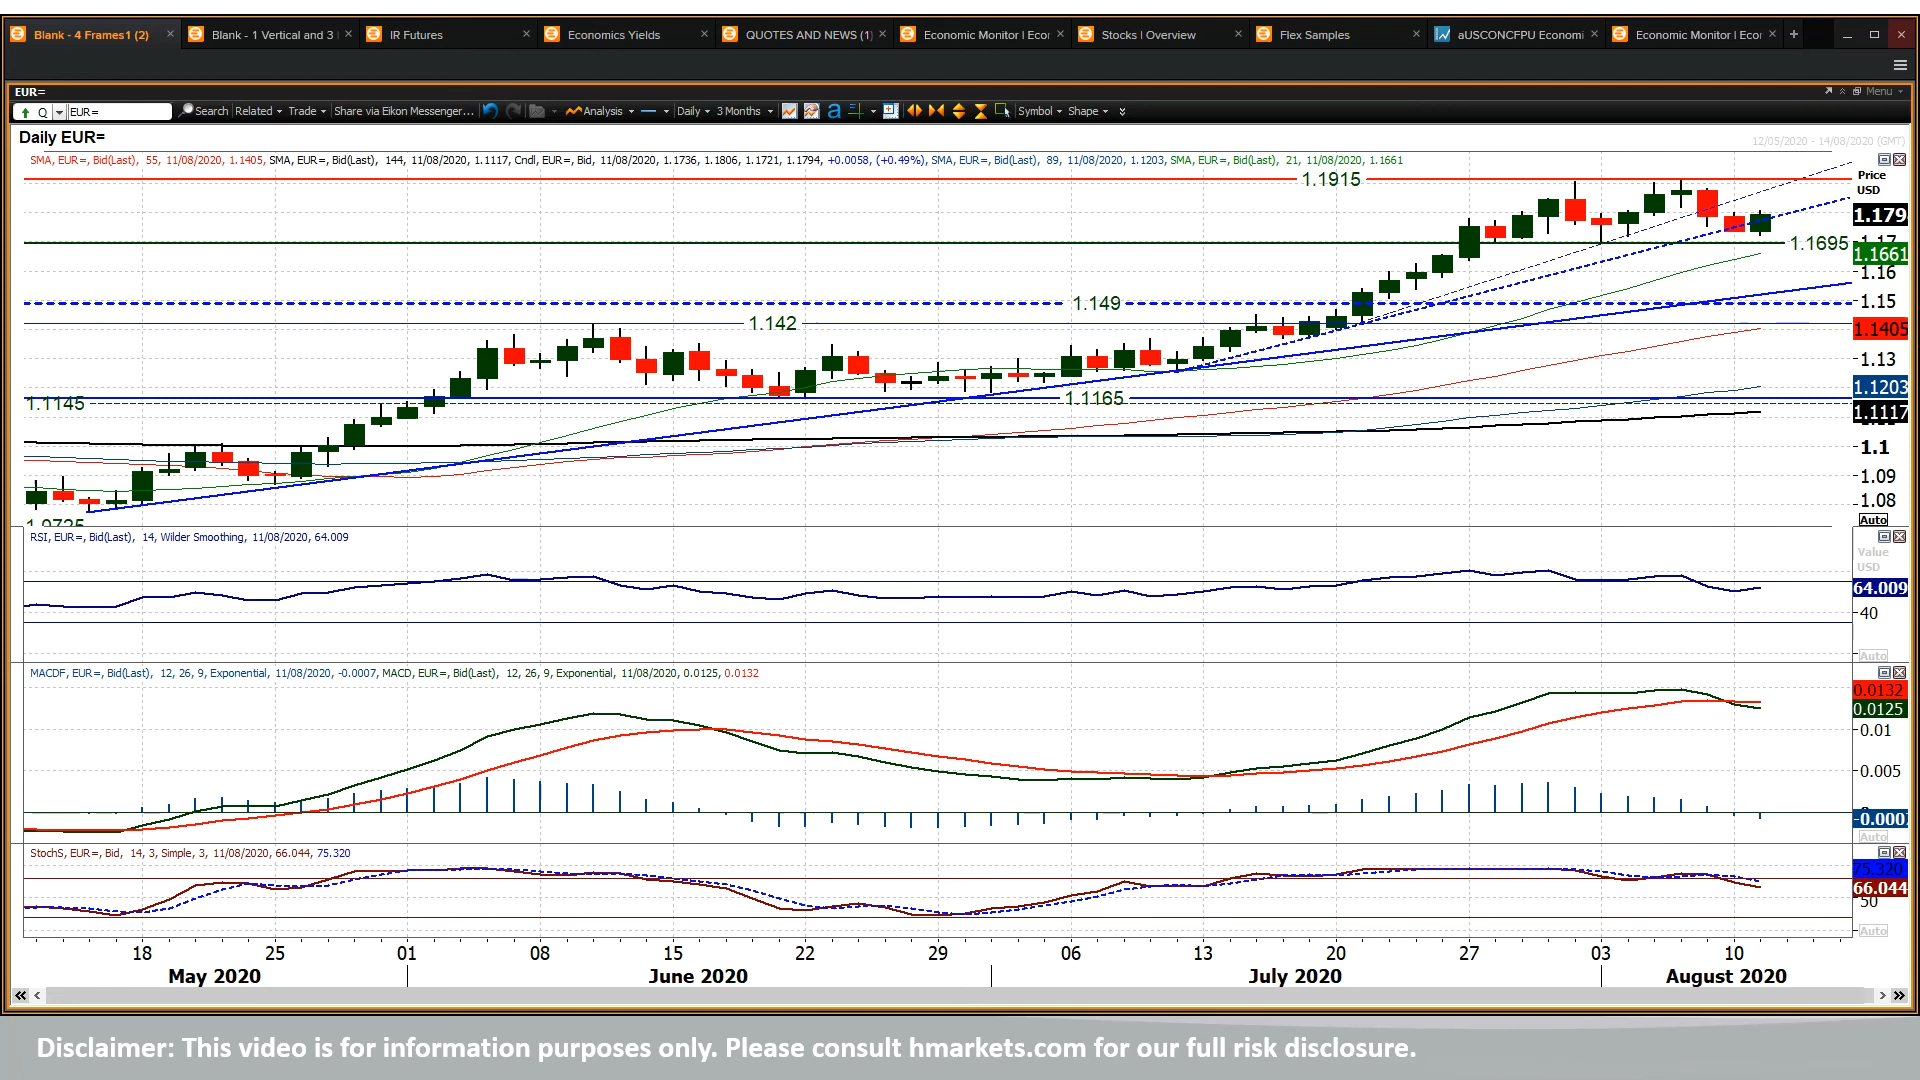 Blank - 4 Frames1 (2) Blank - 1 Vertical and 3 IR Futures Economics Yields QUOTES AND NEWS (1) Economic Monitor | Ecor Stocks | Overview Flex Samples aUSCONCFPU Economi Economic Monitor | Ecor
EUR= Menu
Q EUR= Search Related Trade Share via Eikon Messenger... Analysis Daily 3 Months a Symbol Shape
Daily EUR=
12/05/2020 - 14/08/2020 (GMT)
SMA, EUR=, Bid(Last), 55, 11/08/2020, 1.1405, SMA, EUR=, Bid(Last), 144, 11/08/2020, 1.1117, Cndl, EUR=, Bid, 11/08/2020, 1.1736, 1.1806, 1.1721, 1.1794, +0.0058, (+0.49%), SMA, EUR=, Bid(Last), 89, 11/08/2020, 1.1203, SMA, EUR=, Bid(Last), 21, 11/08/2020, 1.1661
Price
USD
1.1915
1.179
1.1695
1.17
1.1661
1.16
1.149
1.15
1.142
1.1405
1.13
1.1203
1.1165
1.1145
1.1117
1.1
1.09
1.08
Auto
RSI, EUR=, Bid(Last), 14, Wilder Smoothing, 11/08/2020, 64.009
Value
USD
64.009
40
Auto
MACDF, EUR=, Bid(Last), 12, 26, 9, Exponential, 11/08/2020, -0.0007, MACD, EUR=, Bid(Last), 12, 26, 9, Exponential, 11/08/2020, 0.0125, 0.0132
0.0132
0.0125
0.01
0.005
-0.000
Auto
StochS, EUR=, Bid, 14, 3, Simple, 3, 11/08/2020, 66.044, 75.320
75.320
66.044
50
Auto
18 25 01 08 15 22 29 06 13 20 27 03 10
May 2020 June 2020 July 2020 August 2020
Disclaimer: This video is for information purposes only. Please consult hmarkets.com for our full risk disclosure.